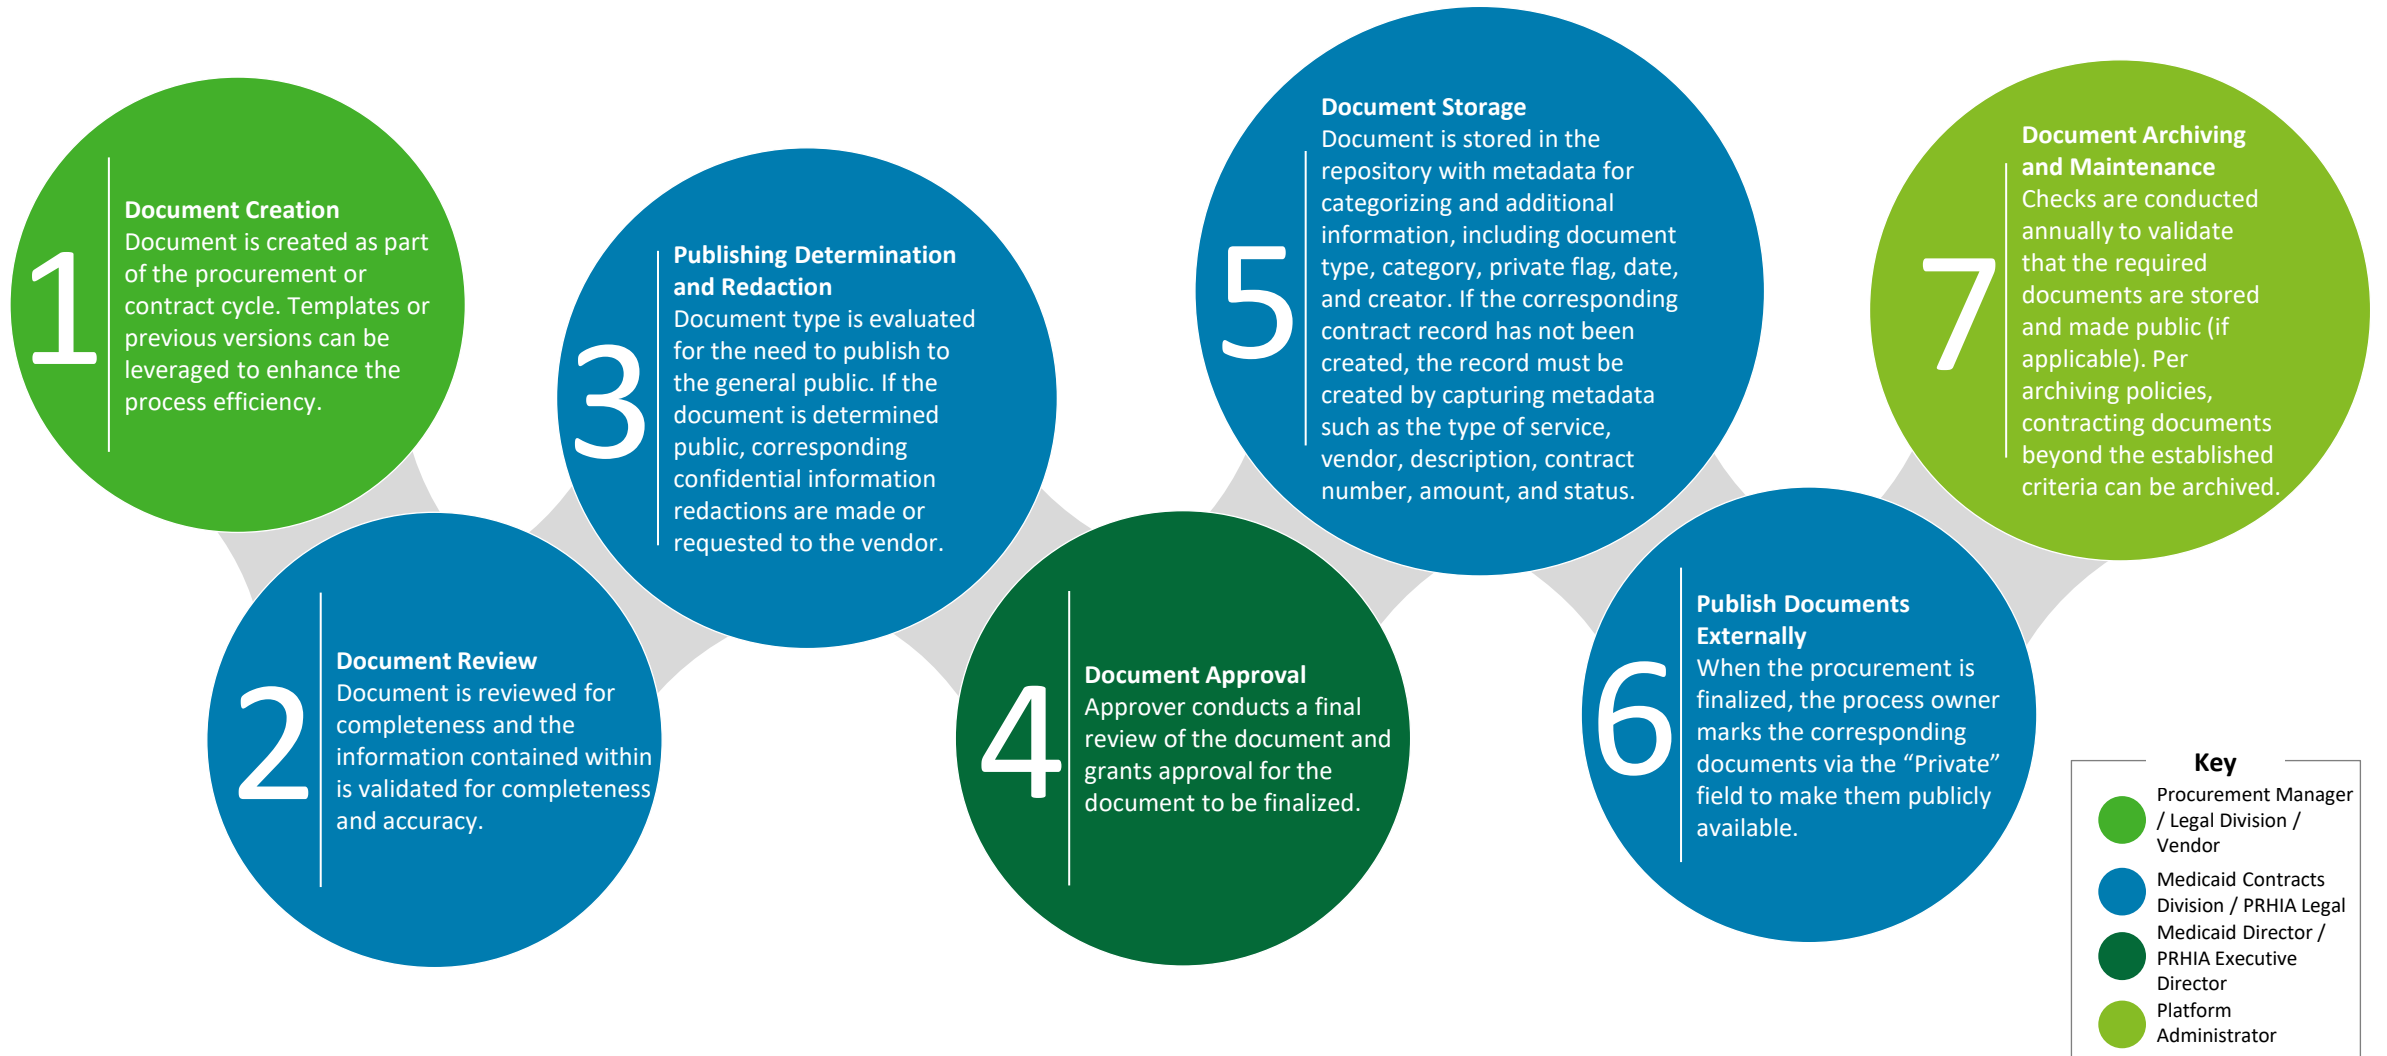 1
Document Creation
Document is created as part
of the procurement or
contract cycle. Templates or
previous versions can be
leveraged to enhance the
process efficiency.
2
Document Review
Document is reviewed for
completeness and the
information contained within
is validated for completeness
and accuracy.
3
Publishing Determination
and Redaction
Document type is evaluated
for the need to publish to
the general public. If the
document is determined
public, corresponding
confidential information
redactions are made or
requested to the vendor.
4
Document Approval
Approver conducts a final
review of the document and
grants approval for the
document to be finalized.
5
Document Storage
Document is stored in the
repository with metadata for
categorizing and additional
information, including document
type, category, private flag, date,
and creator. If the corresponding
contract record has not been
created, the record must be
created by capturing metadata
such as the type of service,
vendor, description, contract
number, amount, and status.
6
Publish Documents
Externally
When the procurement is
finalized, the process owner
marks the corresponding
documents via the “Private”
field to make them publicly
available.
7
Document Archiving
and Maintenance
Checks are conducted
annually to validate
that the required
documents are stored
and made public (if
applicable). Per
archiving policies,
contracting documents
beyond the established
criteria can be archived.
Key
Procurement Manager
/ Legal Division /
Vendor
Medicaid Contracts
Division / PRHIA Legal
Medicaid Director /
PRHIA Executive
Director
Platform
Administrator